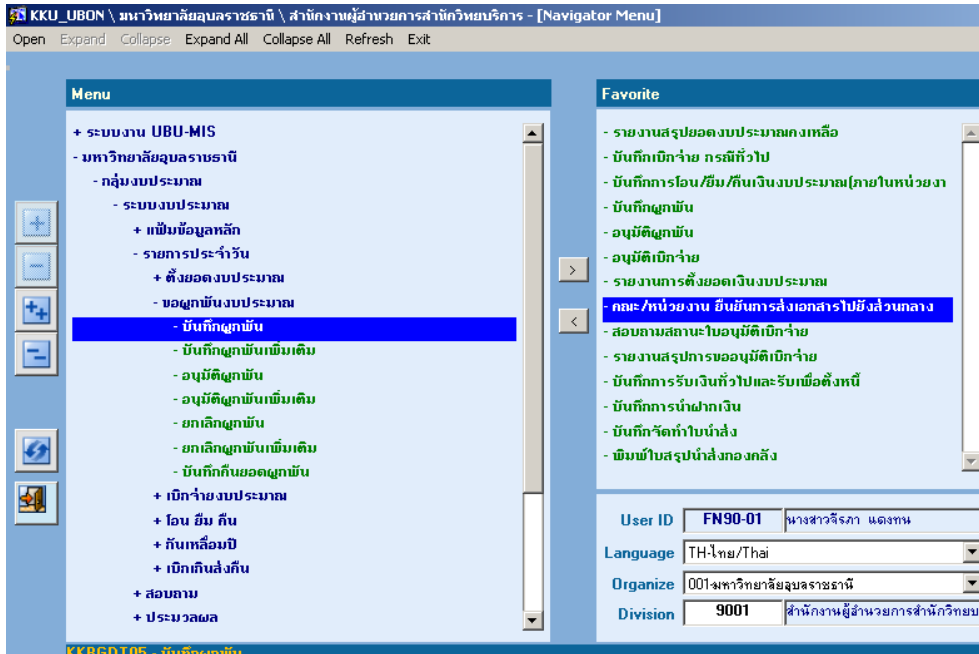 KKU_UBON \ มหาวิทยาลัยอุบลราชธานี \ สำนักงานผู้อำนวยการสำนักวิทยบริการ - [Navigator Menu]
Open Expand Collapse Expand All Collapse All Refresh Exit
Menu
+ ระบบงาน UBU-MIS
- มหาวิทยาลัยอุบลราชธานี
- กลุ่มงบประมาณ
- ระบบงบประมาณ
+ แฟ้มข้อมูลหลัก
- รายการประจำวัน
+ ตั้งยอดงบประมาณ
- ขอผูกพันงบประมาณ
- บันทึกผูกพัน
- บันทึกผูกพันเพิ่มเติม
- อนุมัติผูกพัน
- อนุมัติผูกพันเพิ่มเติม
- ยกเลิกผูกพัน
- ยกเลิกผูกพันเพิ่มเติม
- บันทึกคืนยอดผูกพัน
+ เบิกจ่ายงบประมาณ
+ โอน ยืม คืน
+ กันเหลื่อมปี
+ เบิกเกินส่งคืน
+ สอบถาม
+ ประมวลผล
Favorite
- รายงานสรุปยอดงบประมาณคงเหลือ
- บันทึกเบิกจ่าย กรณีทั่วไป
- บันทึกการโอน/ยืม/คืนเงินงบประมาณ(ภายในหน่วยงา
- บันทึกผูกพัน
- อนุมัติผูกพัน
- อนุมัติเบิกจ่าย
- รายงานการตั้งยอดเงินงบประมาณ
- คณะ/หน่วยงาน ยืนยันการส่งเอกสารไปยังส่วนกลาง
- สอบถามสถานะใบอนุมัติเบิกจ่าย
- รายงานสรุปการขออนุมัติเบิกจ่าย
- บันทึกการรับเงินทั่วไปและรับเพื่อตั้งหนี้
- บันทึกการนำฝากเงิน
- บันทึกจัดทำใบนำส่ง
- พิมพ์ใบสรุปนำส่งกองคลัง
>
<
User ID FN90-01 นางสาวจีรภา แดงทน
Language TH-ไทย/Thai
Organize 001-มหาวิทยาลัยอุบลราชธานี
Division 9001 สำนักงานผู้อำนวยการสำนักวิทยบ
KKBGDT05 - บันทึกผูกพัน